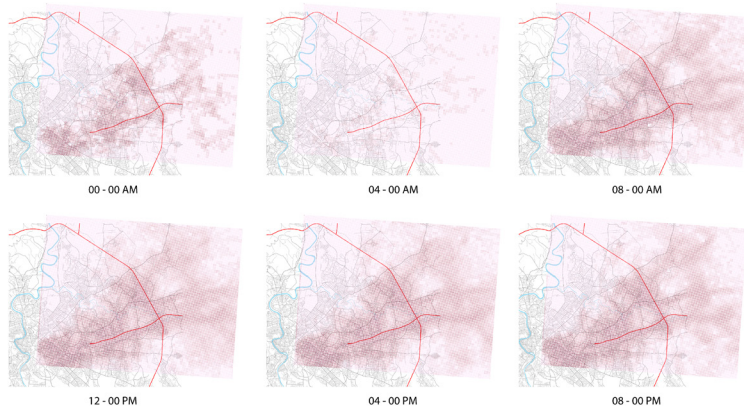 00 - 00 AM
04 - 00 AM
08 - 00 AM
12 - 00 PM
04 - 00 PM
08 - 00 PM